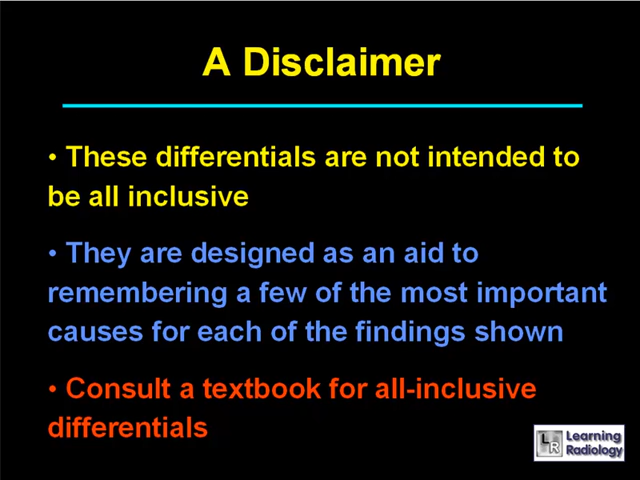 A Disclaimer
• These differentials are not intended to
be all inclusive
• They are designed as an aid to
remembering a few of the most important
causes for each of the findings shown
• Consult a textbook for all-inclusive
differentials
LR
Learning
Radiology